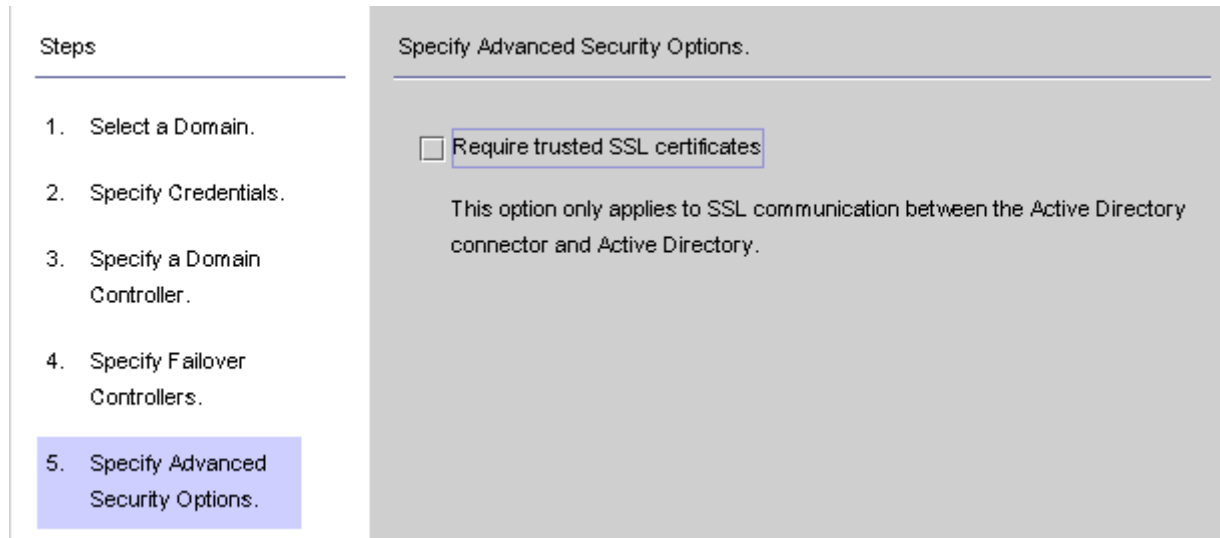 Steps
1. Select a Domain.
2. Specify Credentials.
3. Specify a Domain
Controller.
4. Specify Failover
Controllers.
5. Specify Advanced
Security Options.
Specify Advanced Security Options.
Require trusted SSL certificates
This option only applies to SSL communication between the Active Directory
connector and Active Directory.